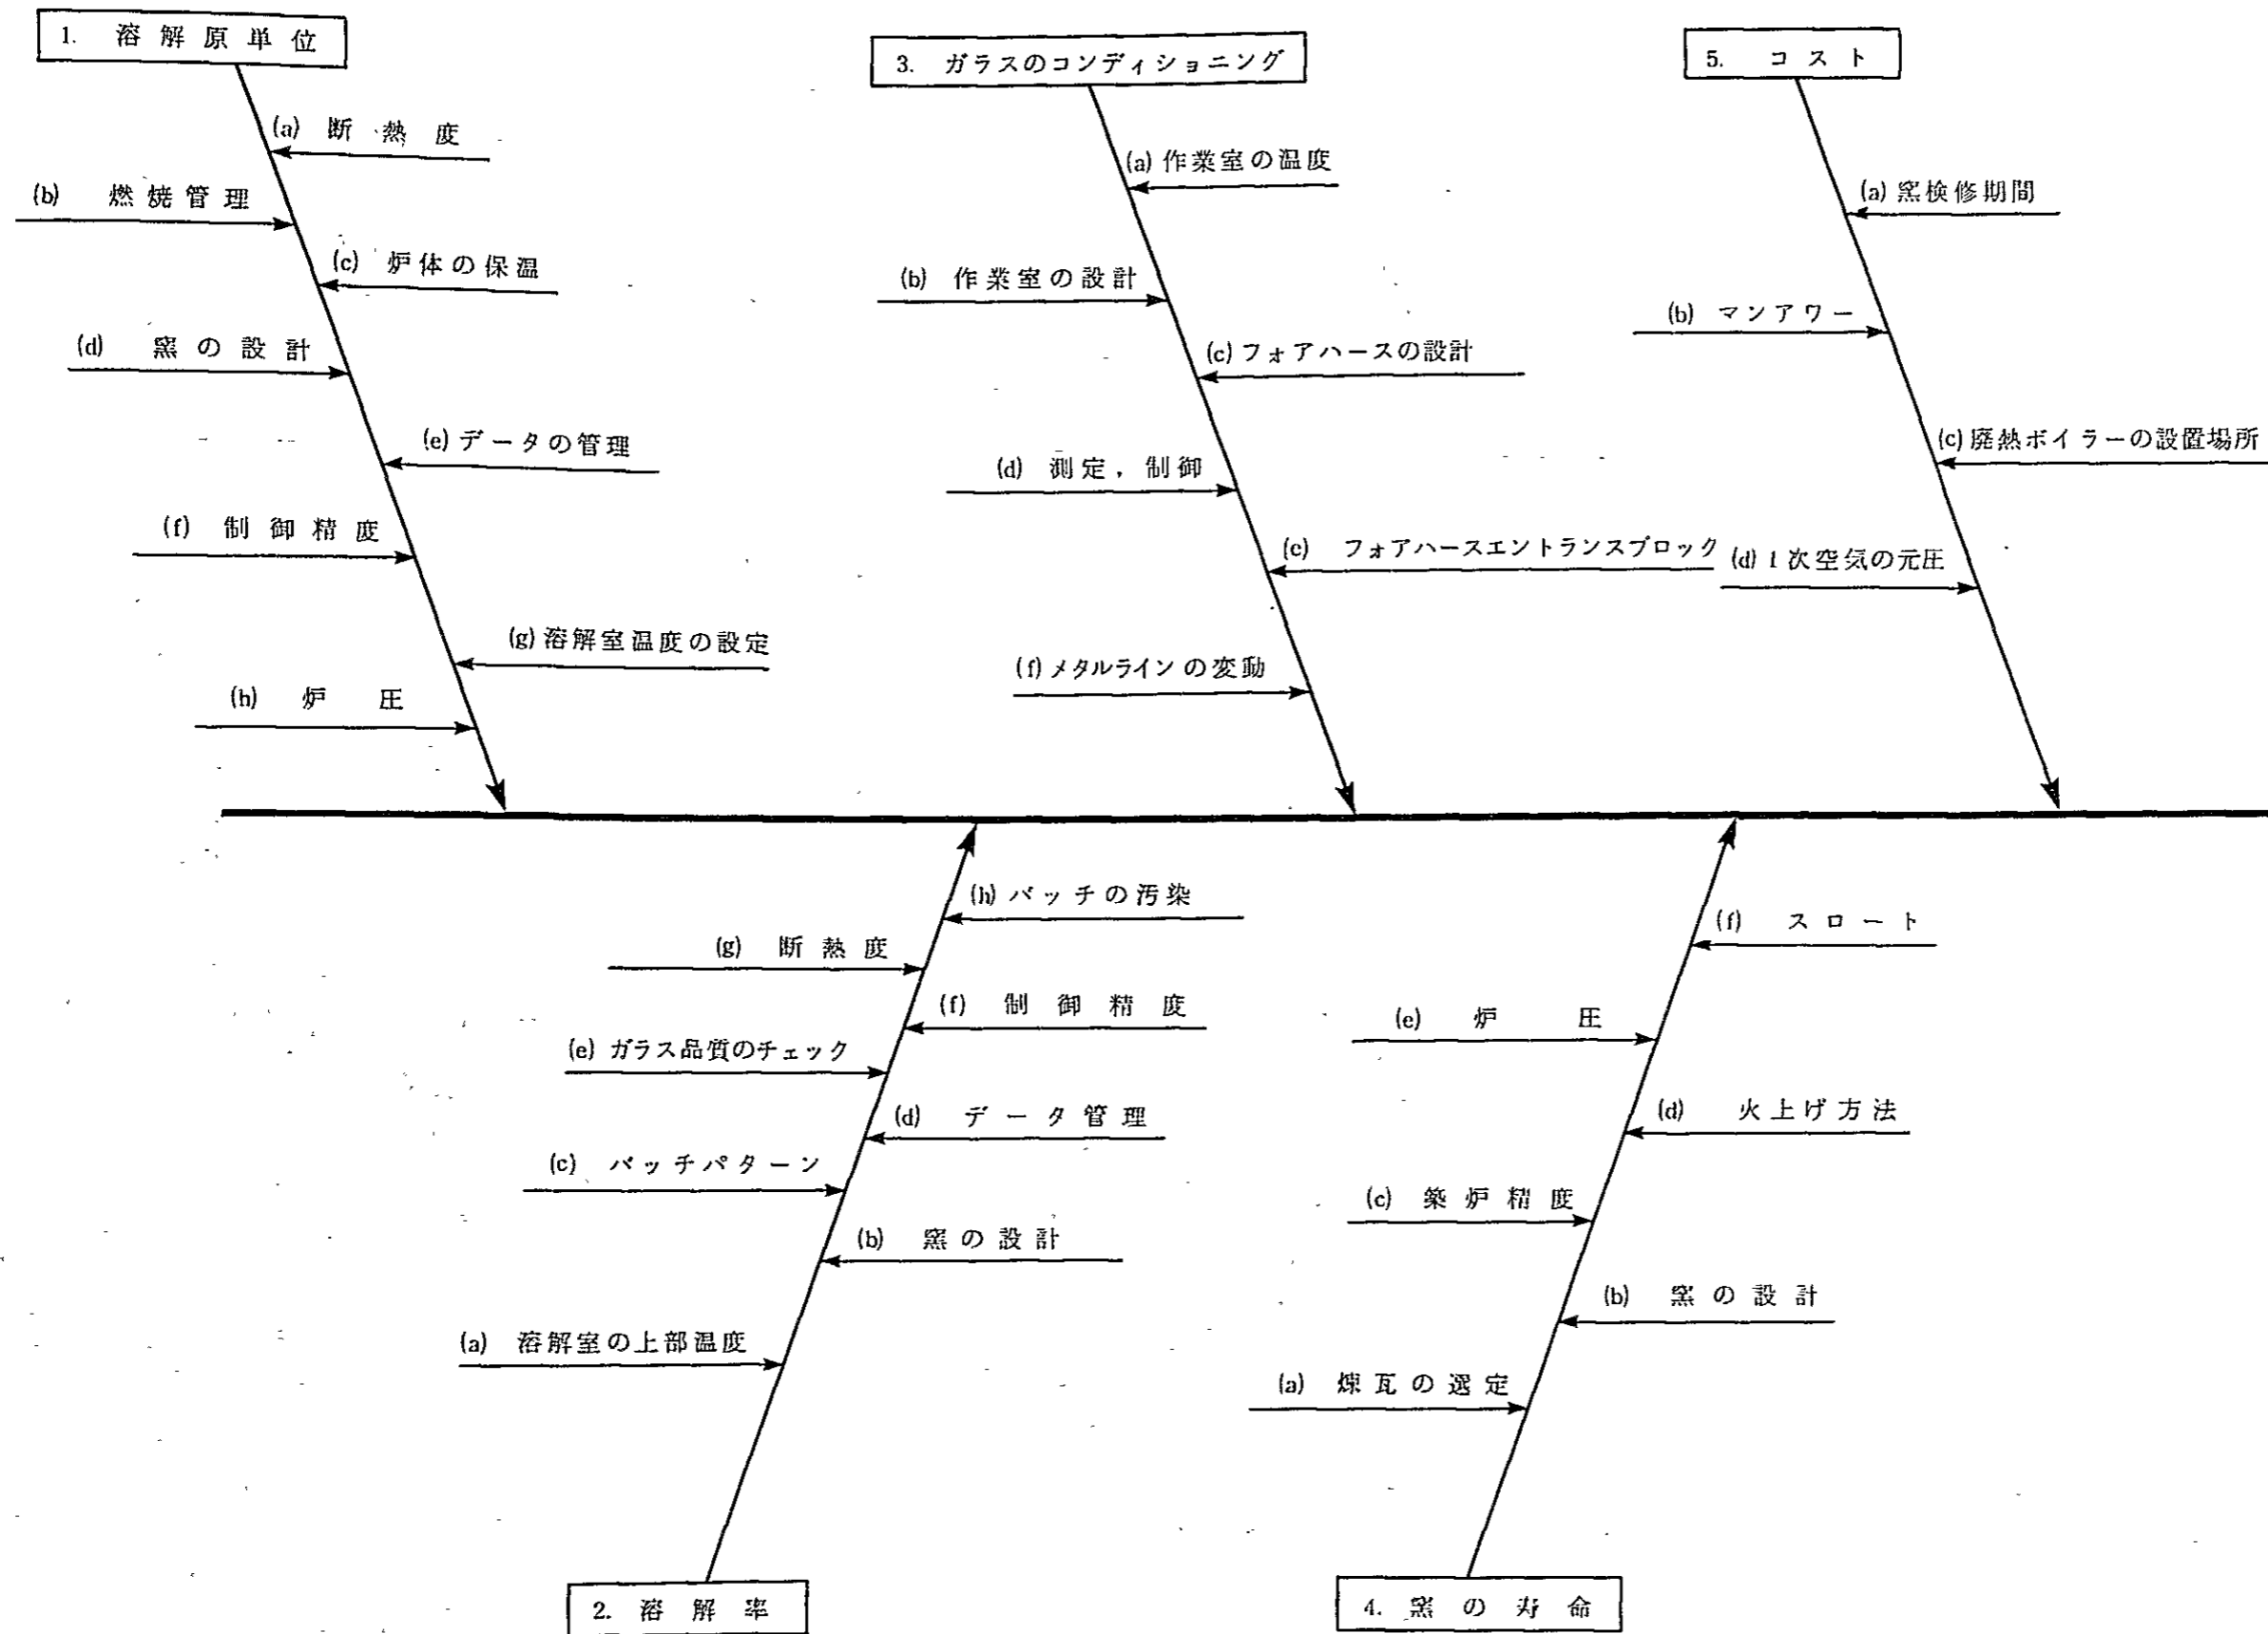 1. 溶解原単位
(a) 断熱度
(b) 燃焼管理
(c) 炉体の保温
(d) 窯の設計
(e) データの管理
(f) 制御精度
(g) 溶解室温度の設定
(h) 炉圧
3. ガラスのコンディショニング
(a) 作業室の温度
(b) 作業室の設計
(c) フォアハースの設計
(d) 測定，制御
(e) フォアハースエントランスブロック
(f) メタルラインの変動
5. コスト
(a) 窯検修期間
(b) マンアワー
(c) 廃熱ボイラーの設置場所
(d) 1次空気の元圧
(h) バッチの汚染
(g) 断熱度
(f) 制御精度
(e) ガラス品質のチェック
(d) データ管理
(c) バッチパターン
(b) 窯の設計
(a) 溶解室の上部温度
2. 溶解率
(f) スロート
(e) 炉圧
(d) 火上げ方法
(c) 築炉精度
(b) 窯の設計
(a) 煉瓦の選定
4. 窯の寿命